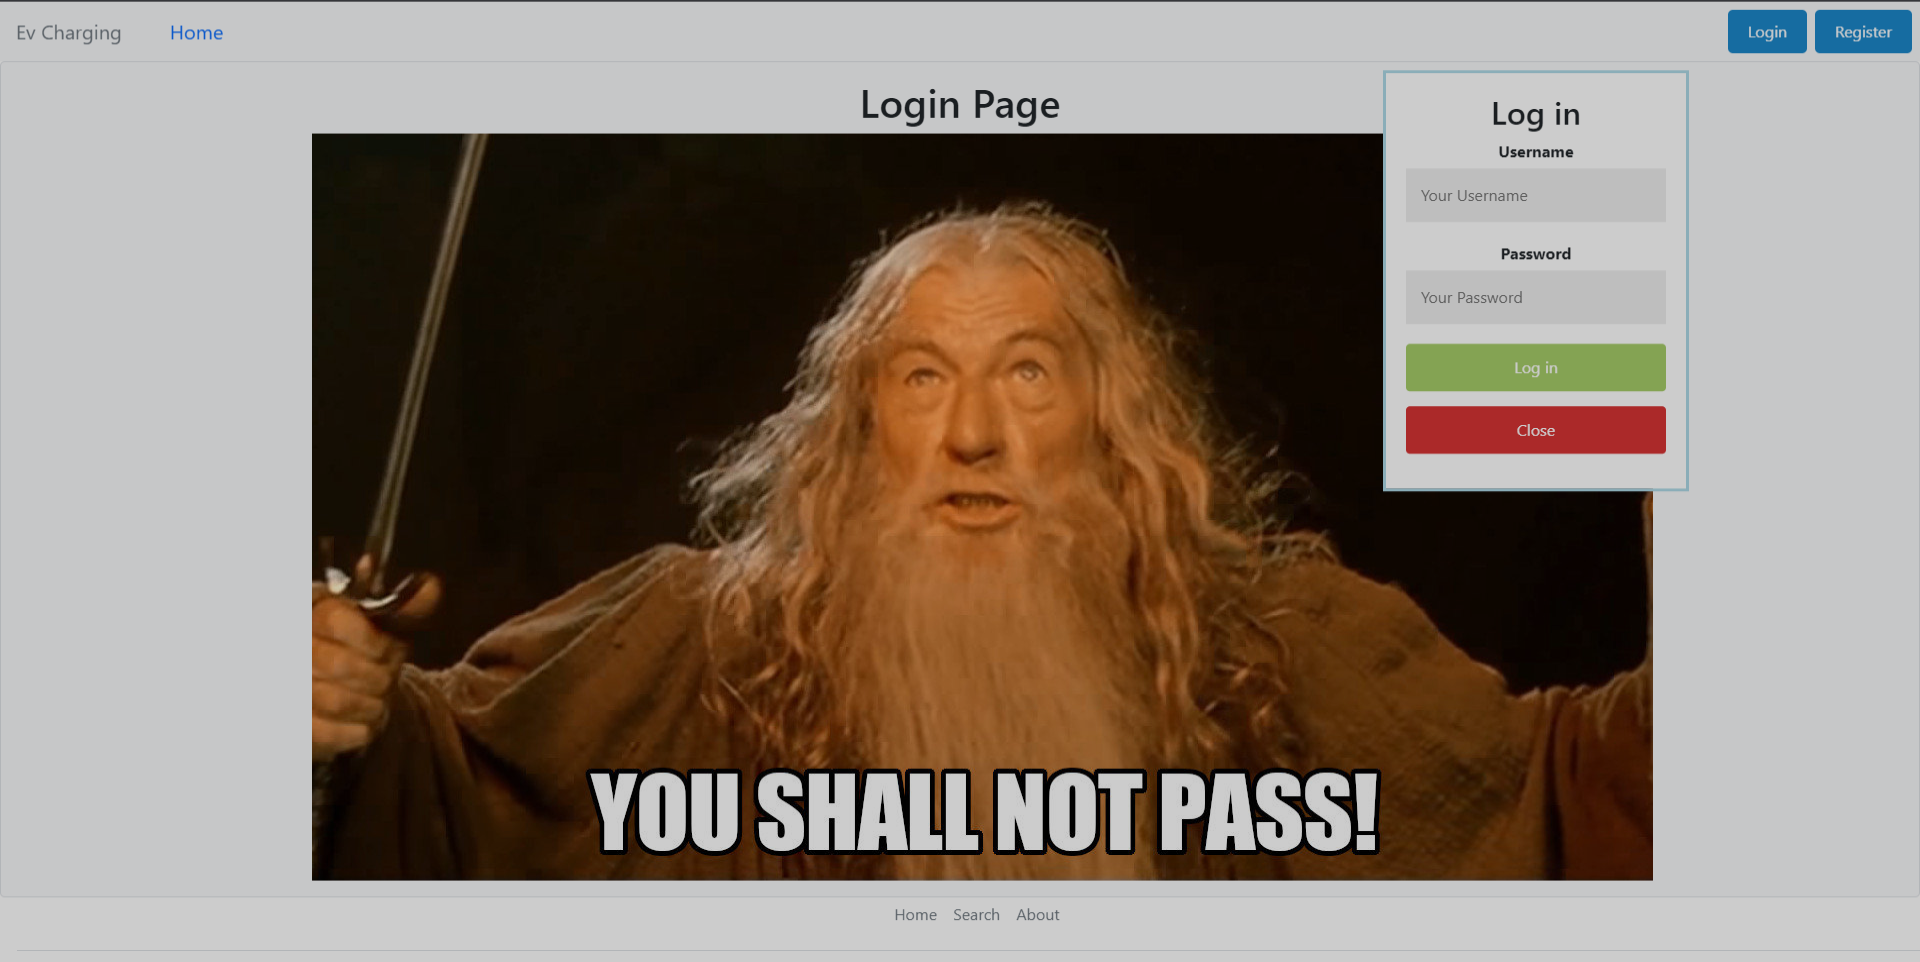 Ev Charging Home Login Register
Login Page
Log in
Username
Your Username
Password
Your Password
Log in
Close
YOU SHALL NOT PASS!
Home Search About